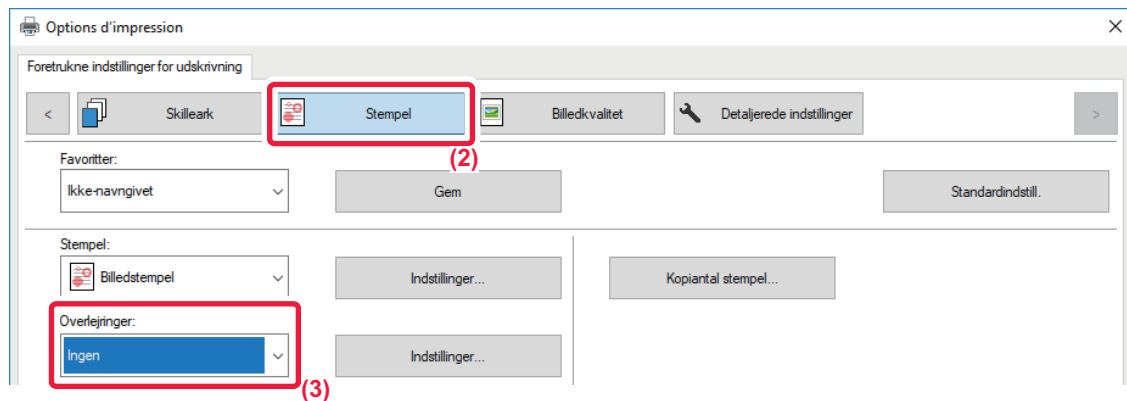 Options d'impression
Foretrukne indstillinger for udskrivning
< Skilleark Stempel Billedkvalitet Detaljerede indstillinger >
(2)
Favoritter:
Ikke-navngivet Gem Standardindstill.
Stempel:
Billedstempel Indstillinger... Kopiantal stempel...
Overlejringer:
Ingen Indstillinger...
(3)